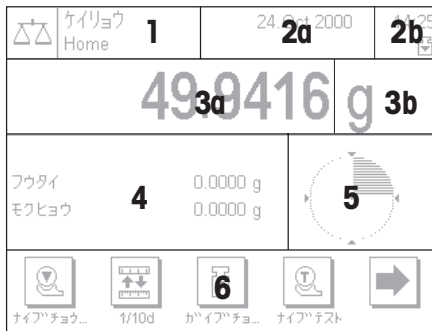 ケイリョウ 1 24. Oct 2000 2a 14:25 2b
Home
49.9416 3a g 3b
フウタイ 0.0000 g
4 5
モクヒョウ 0.0000 g
6
ナイブチョウ... 1/10d ガイブチョ... ナイブテスト